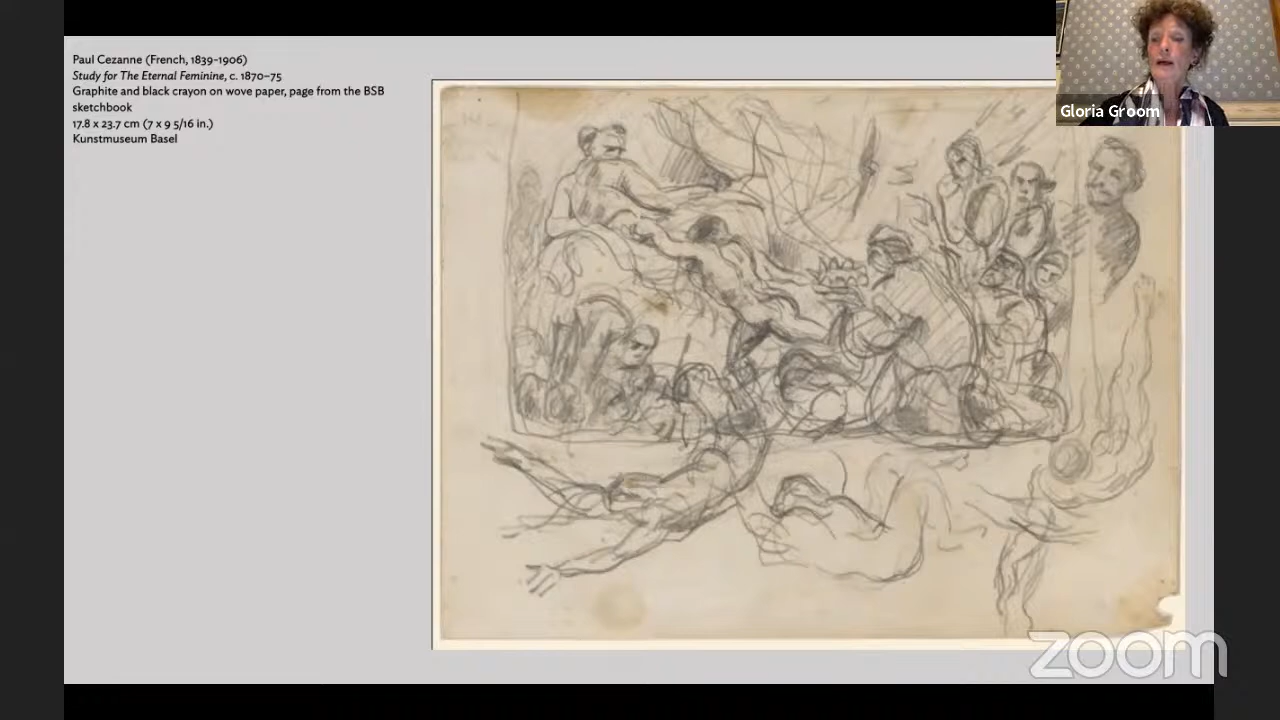 Paul Cezanne (French, 1839-1906)
Study for The Eternal Feminine, c. 1870–75
Graphite and black crayon on wove paper, page from the BSB
sketchbook
17.8 x 23.7 cm (7 x 9 5/16 in.)
Kunstmuseum Basel
Gloria Groom
zoom